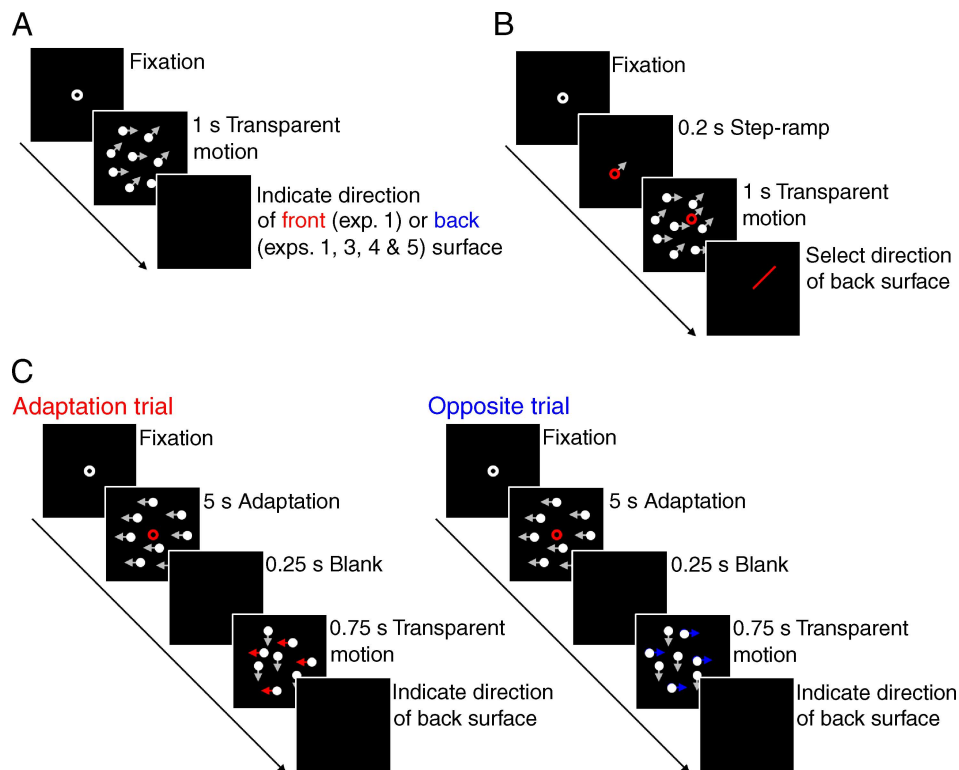 A
Fixation
1 s Transparent
motion
Indicate direction
of front (exp. 1) or back
(exps. 1, 3, 4 & 5) surface
B
Fixation
0.2 s Step-ramp
1 s Transparent
motion
Select direction
of back surface
C
Adaptation trial
Fixation
5 s Adaptation
0.25 s Blank
0.75 s Transparent
motion
Indicate direction
of back surface
Opposite trial
Fixation
5 s Adaptation
0.25 s Blank
0.75 s Transparent
motion
Indicate direction
of back surface